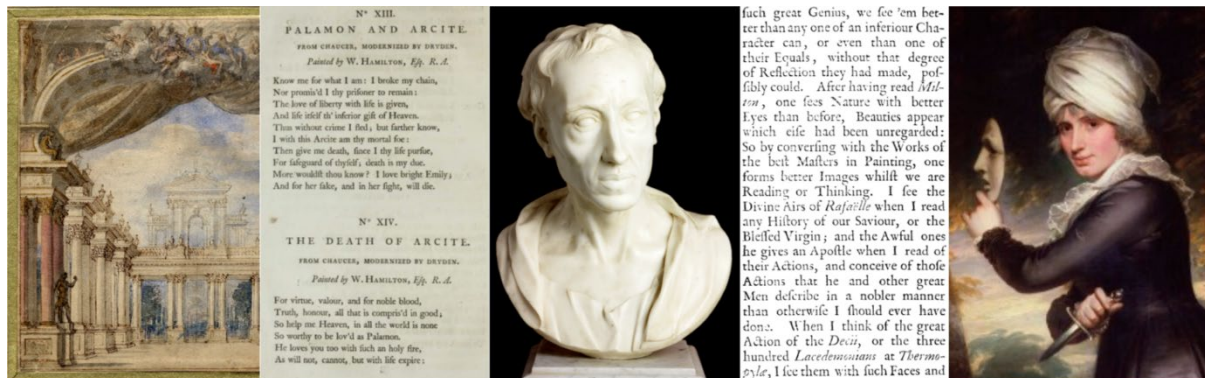 Nº XIII.
PALAMON AND ARCITE.
FROM CHAUCER, MODERNIZED BY DRYDEN.
Painted by W. HAMILTON, Eſq. R. A.
Know me for what I am: I broke my chain,
Nor promis'd I thy priſoner to remain:
The love of liberty with life is given,
And life itſelf th' inferior gift of Heaven.
Thus without crime I fled; but farther know,
I with this Arcite am thy mortal foe:
Then give me death, ſince I thy life purſue,
For ſafeguard of thyſelf, death is my due.
More wouldſt thou know? I love bright Emily;
And for her ſake, and in her ſight, will die.
Nº XIV.
THE DEATH OF ARCITE.
FROM CHAUCER, MODERNIZED BY DRYDEN.
Painted by W. HAMILTON, Eſq. R. A.
For virtue, valour, and for noble blood,
Truth, honour, all that is compris'd in good;
So help me Heaven, in all the world is none
So worthy to be lov'd as Palamon.
He loves you too with ſuch an holy fire,
As will not, cannot, but with life expire:
ſuch great Genius, we ſee 'em bet-
ter than any one of an inferiour Cha-
racter can, or even than one of
their Equals, without that degree
of Reflection they had made, poſ-
ſibly could. After having read Mil-
ton, one ſees Nature with better
Eyes than before, Beauties appear
which elſe had been unregarded:
So by converſing with the Works of
the beſt Maſters in Painting, one
forms better Images whilſt we are
Reading or Thinking. I ſee the
Divine Airs of Rafaëlle when I read
any Hiſtory of our Saviour, or the
Bleſſed Virgin; and the Awful ones
he gives an Apoſtle when I read of
their Actions, and conceive of thoſe
Actions that he and other great
Men deſcribe in a nobler manner
than otherwiſe I ſhould ever have
done. When I think of the great
Action of the Decii, or the three
hundred Lacedemonians at Thermo-
pylæ, I ſee them with ſuch Faces and